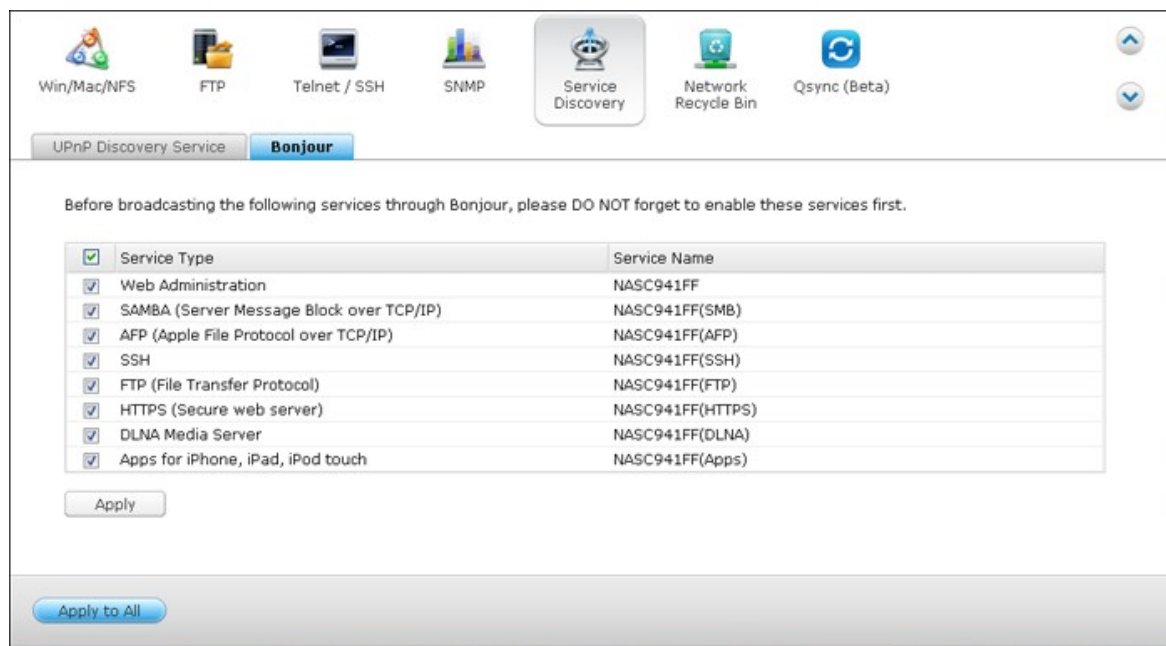 Win/Mac/NFS
FTP
Telnet / SSH
SNMP
Service
Discovery
Network
Recycle Bin
Qsync (Beta)
UPnP Discovery Service
Bonjour
Before broadcasting the following services through Bonjour, please DO NOT forget to enable these services first.
Service Type Service Name
Web Administration NASC941FF
SAMBA (Server Message Block over TCP/IP) NASC941FF(SMB)
AFP (Apple File Protocol over TCP/IP) NASC941FF(AFP)
SSH NASC941FF(SSH)
FTP (File Transfer Protocol) NASC941FF(FTP)
HTTPS (Secure web server) NASC941FF(HTTPS)
DLNA Media Server NASC941FF(DLNA)
Apps for iPhone, iPad, iPod touch NASC941FF(Apps)
Apply
Apply to All